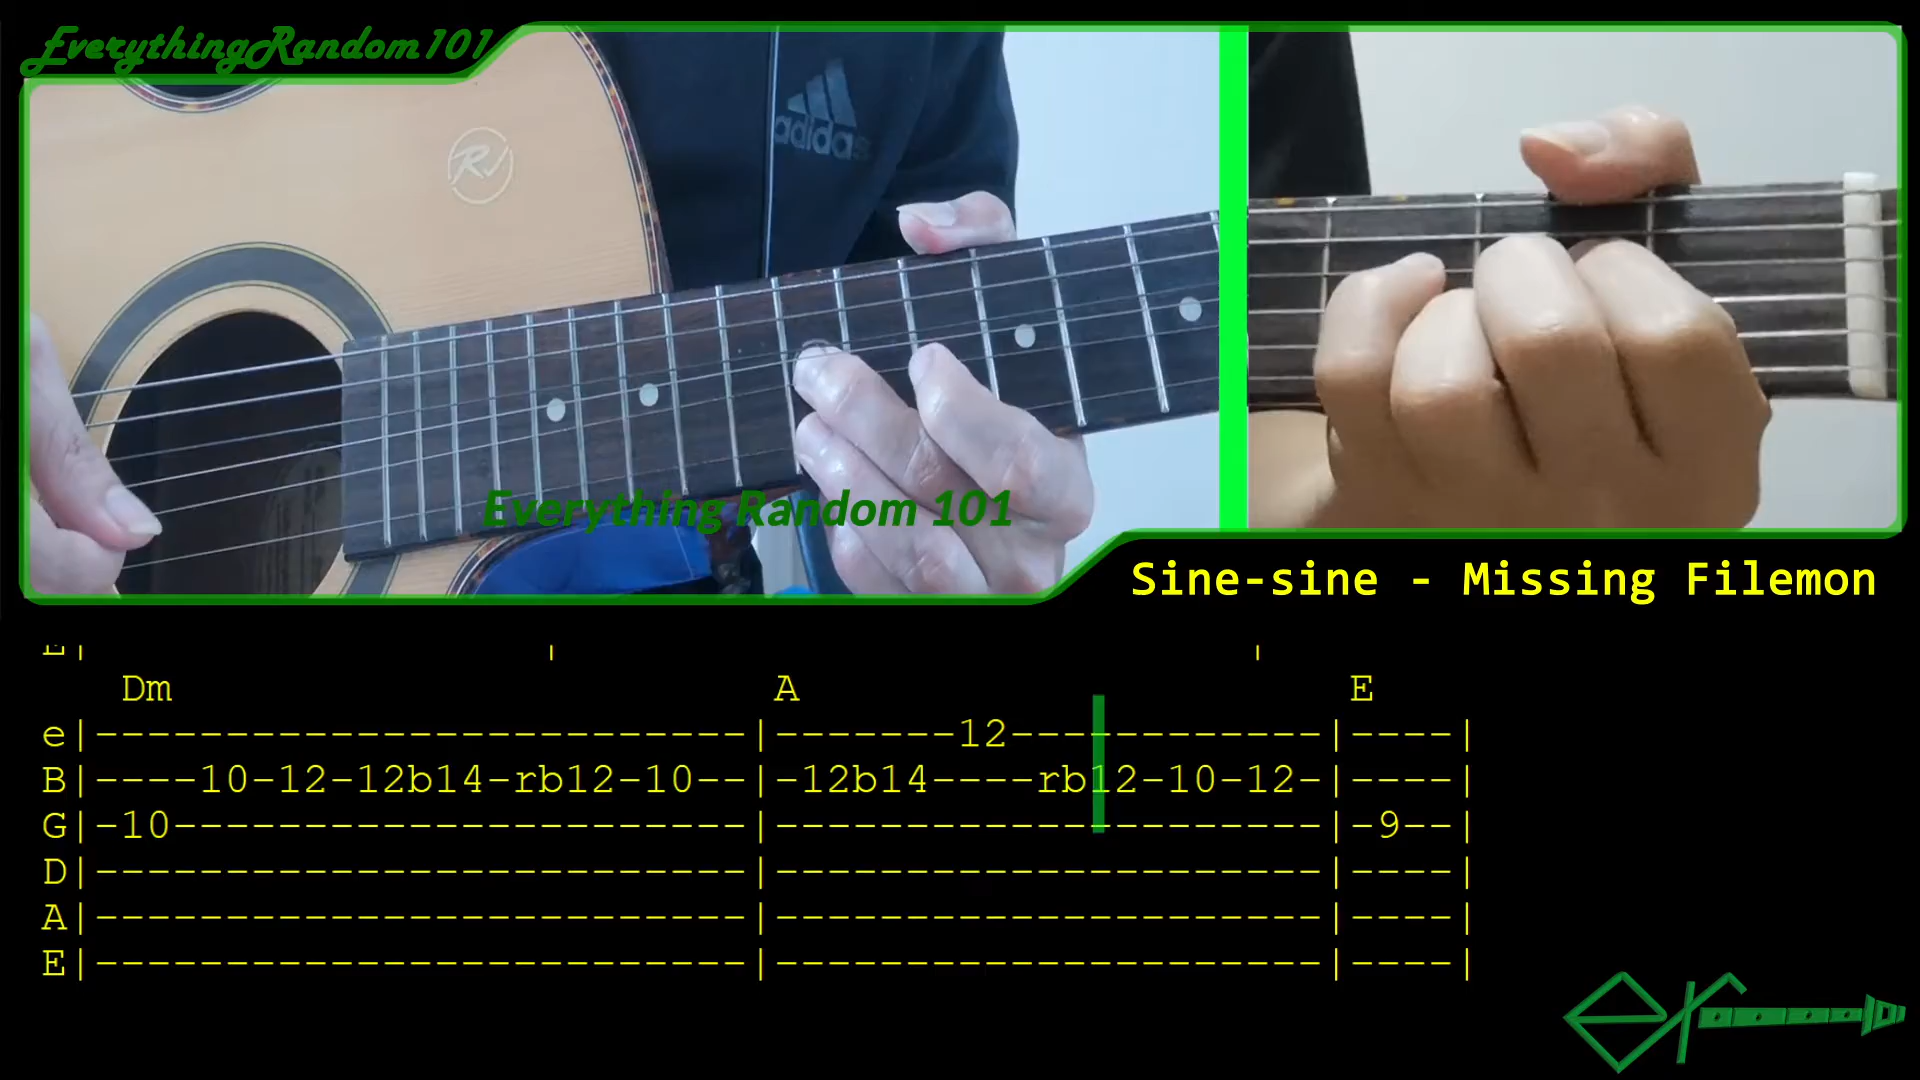 EverythingRandom101
adidas
RJ
Everything Random 101
Sine-sine - Missing Filemon
Dm A E
e|--------------------------|-------12------------|----|
B|----10-12-12b14-rb12-10--|-12b14----rb12-10-12-|----|
G|-10-----------------------|----------------------|-9--|
D|--------------------------|----------------------|----|
A|--------------------------|----------------------|----|
E|--------------------------|----------------------|----|